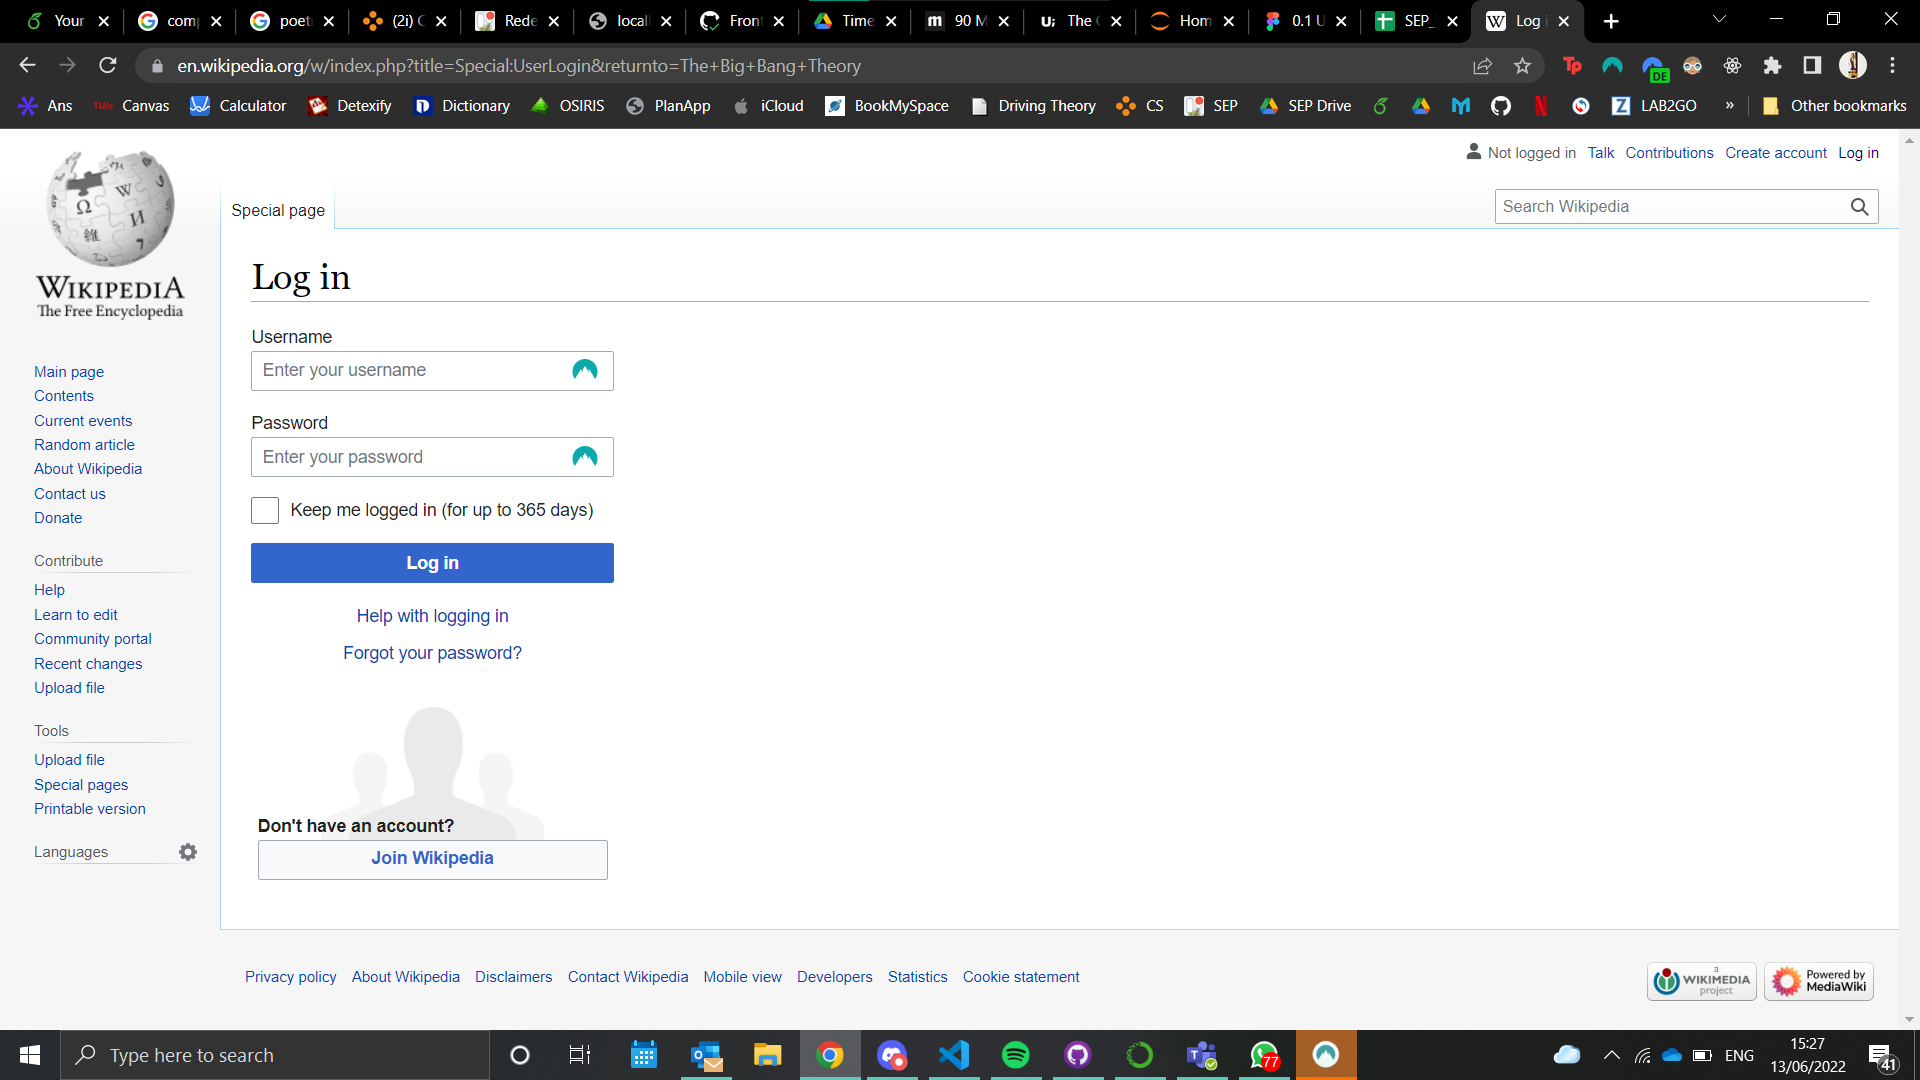 Your
comp
poet
(2i) C
Rede
locall
Front
Time
90 M
The C
Hom
0.1 U
SEP_
Log i
en.wikipedia.org/w/index.php?title=Special:UserLogin&returnto=The+Big+Bang+Theory
DE
Ans
Canvas
Calculator
Detexify
Dictionary
OSIRIS
PlanApp
iCloud
BookMySpace
Driving Theory
CS
SEP
SEP Drive
LAB2GO
»
Other bookmarks
Not logged in
Talk
Contributions
Create account
Log in
Special page
Search Wikipedia
WIKIPEDIA
The Free Encyclopedia
Main page
Contents
Current events
Random article
About Wikipedia
Contact us
Donate
Contribute
Help
Learn to edit
Community portal
Recent changes
Upload file
Tools
Upload file
Special pages
Printable version
Languages
Log in
Username
Enter your username
Password
Enter your password
Keep me logged in (for up to 365 days)
Log in
Help with logging in
Forgot your password?
Don't have an account?
Join Wikipedia
Privacy policy
About Wikipedia
Disclaimers
Contact Wikipedia
Mobile view
Developers
Statistics
Cookie statement
a
WIKIMEDIA
project
Powered by
MediaWiki
Type here to search
77
ENG
15:27
13/06/2022
41